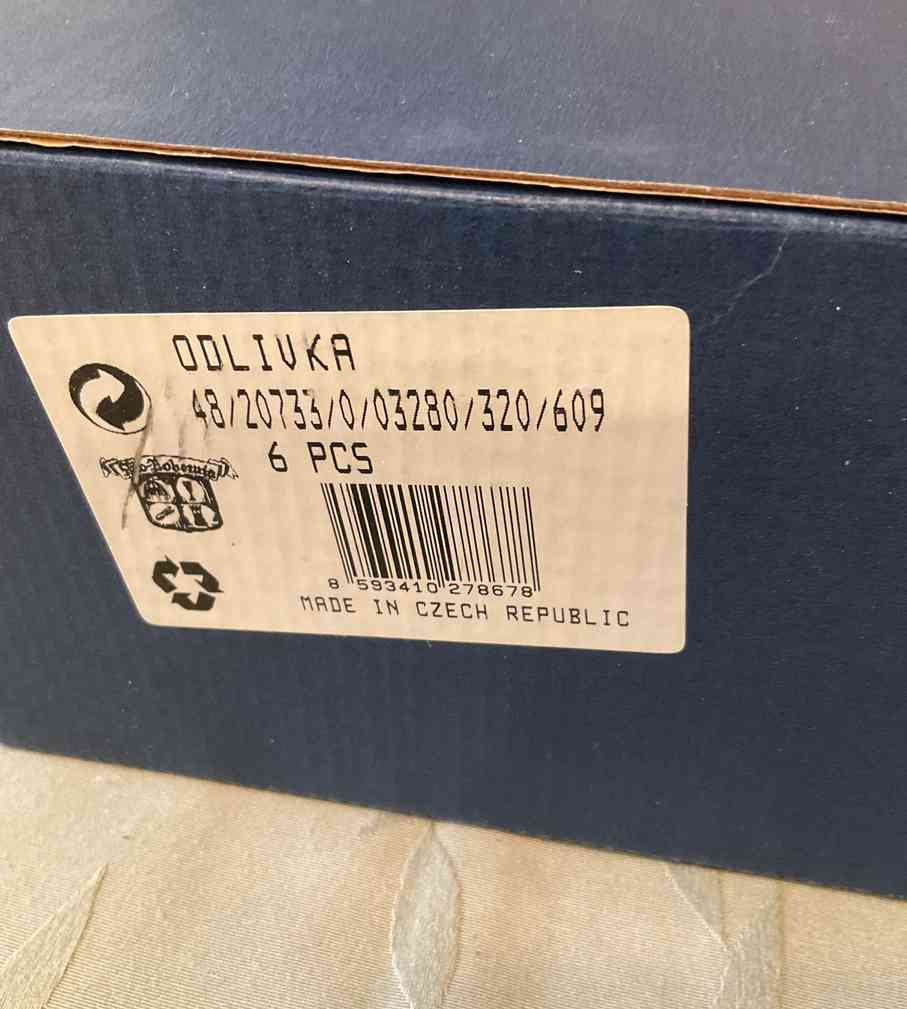 ODLIVKA
48/20733/0/03280/320/609
6 PCS
8 593410 278678
MADE IN CZECH REPUBLIC